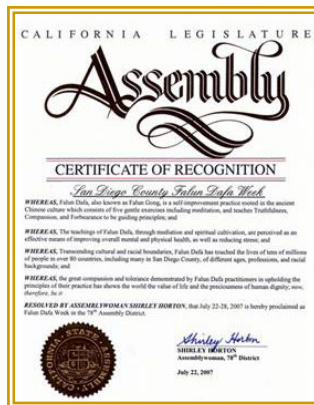 CALIFORNIA LEGISLATURE
Assembly
CERTIFICATE OF RECOGNITION
San Diego County Falun Dafa Week
WHEREAS, Falun Dafa, also known as Falun Gong, is a self-improvement practice rooted in the ancient
Chinese culture which consists of five gentle exercises including meditation, and teaches Truthfulness,
Compassion, and Forbearance to be guiding principles; and
WHEREAS, The teachings of Falun Dafa, through mediation and spiritual cultivation, are perceived as an
effective means of improving overall mental and physical health, as well as reducing stress; and
WHEREAS, Transcending cultural and racial boundaries, Falun Dafa has touched the lives of tens of millions
of people in over 80 countries, including many in San Diego County, of different ages, professions, and racial
backgrounds; and
WHEREAS, the great compassion and tolerance demonstrated by Falun Dafa practitioners in upholding the
principles of their practice has shown the world the value of life and the preciousness of human dignity; now,
therefore, be it
RESOLVED BY ASSEMBLYWOMAN SHIRLEY HORTON, that July 22-28, 2007 is hereby proclaimed as
Falun Dafa Week in the 78th Assembly District.
Shirley Horton
SHIRLEY HORTON
Assemblywoman, 78th District
July 22, 2007